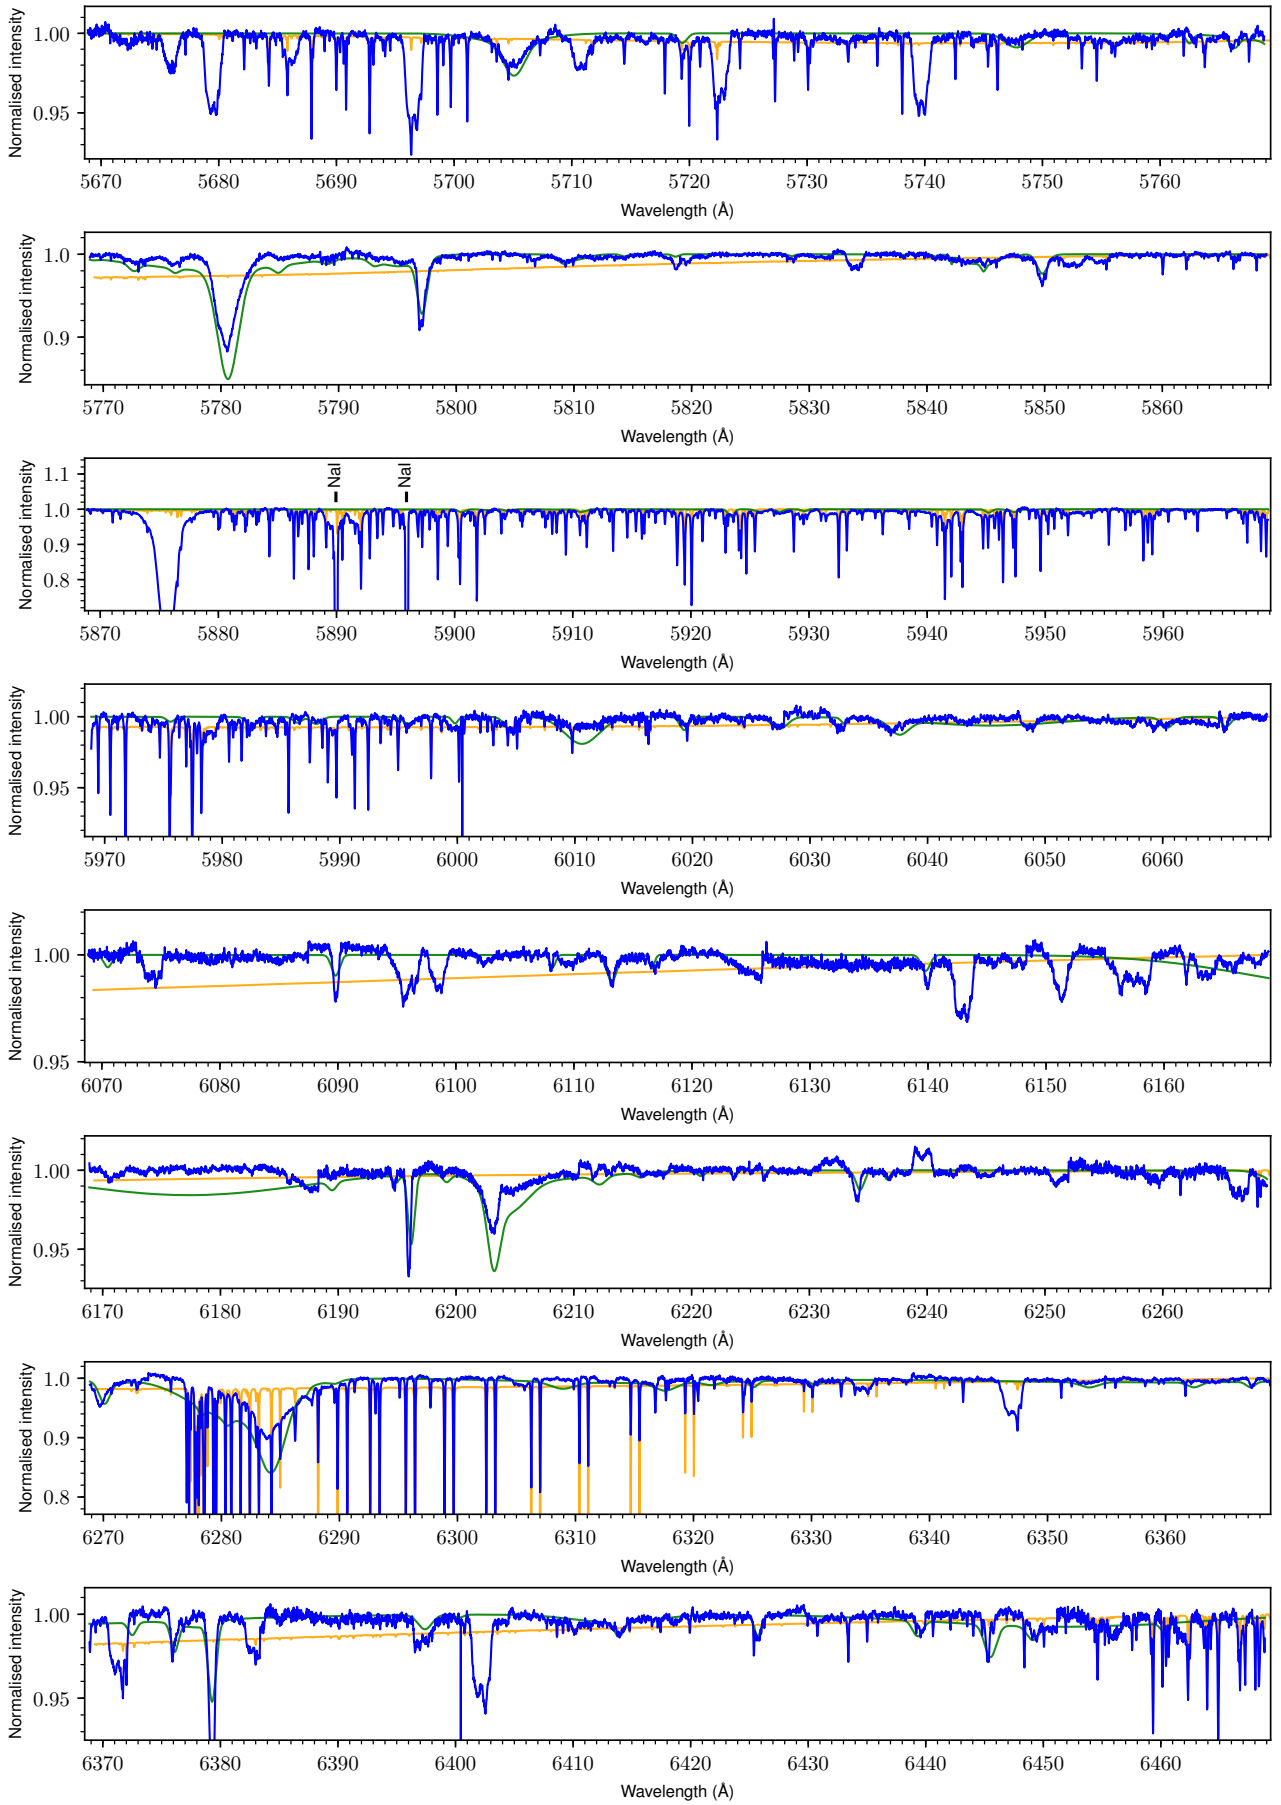 Normalised intensity
1.00
0.95
5670 5680 5690 5700 5710 5720 5730 5740 5750 5760
Wavelength (Å)
Normalised intensity
1.0
0.9
5770 5780 5790 5800 5810 5820 5830 5840 5850 5860
Wavelength (Å)
Normalised intensity
NaI NaI
1.1
1.0
0.9
0.8
5870 5880 5890 5900 5910 5920 5930 5940 5950 5960
Wavelength (Å)
Normalised intensity
1.00
0.95
5970 5980 5990 6000 6010 6020 6030 6040 6050 6060
Wavelength (Å)
Normalised intensity
1.00
0.95
6070 6080 6090 6100 6110 6120 6130 6140 6150 6160
Wavelength (Å)
Normalised intensity
1.00
0.95
6170 6180 6190 6200 6210 6220 6230 6240 6250 6260
Wavelength (Å)
Normalised intensity
1.0
0.9
0.8
6270 6280 6290 6300 6310 6320 6330 6340 6350 6360
Wavelength (Å)
Normalised intensity
1.00
0.95
6370 6380 6390 6400 6410 6420 6430 6440 6450 6460
Wavelength (Å)